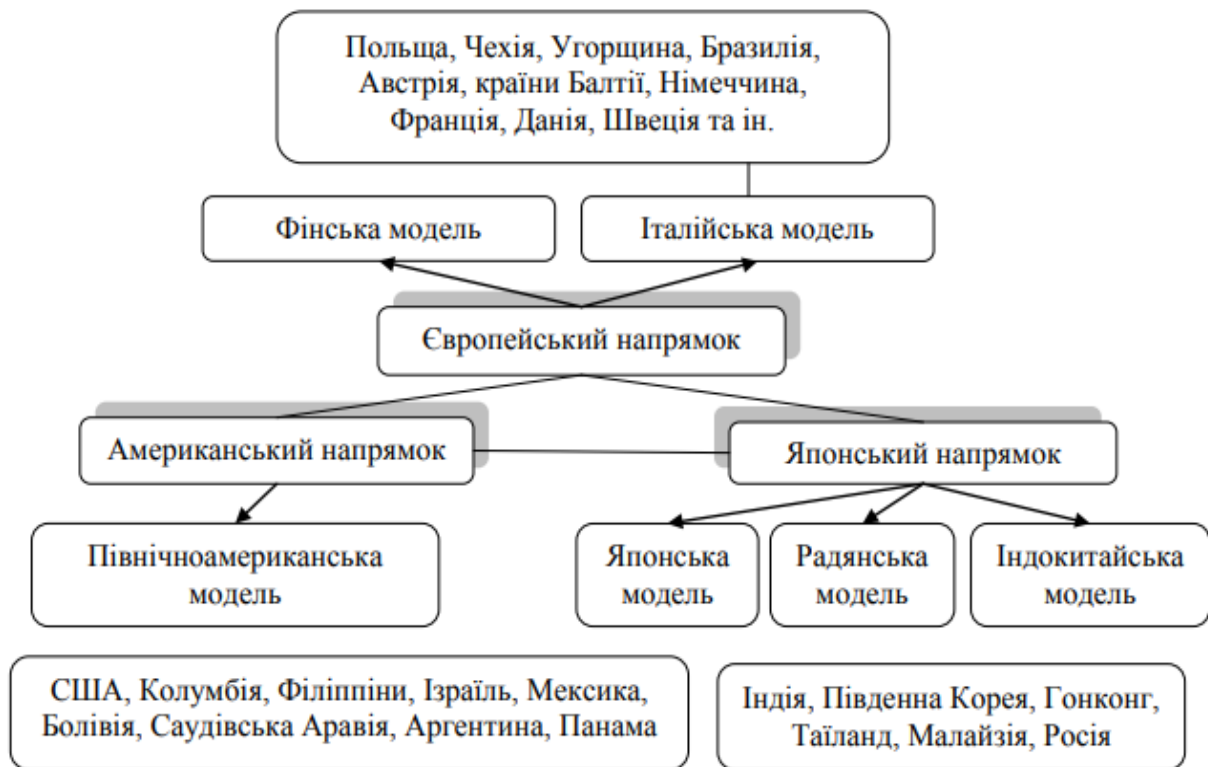 Польща, Чехія, Угорщина, Бразилія,
Австрія, країни Балтії, Німеччина,
Франція, Данія, Швеція та ін.
Фінська модель
Італійська модель
Європейський напрямок
Американський напрямок
Японський напрямок
Північноамериканська
модель
Японська
модель
Радянська
модель
Індокитайська
модель
США, Колумбія, Філіппіни, Ізраїль, Мексика,
Болівія, Саудівська Аравія, Аргентина, Панама
Індія, Південна Корея, Гонконг,
Таїланд, Малайзія, Росія